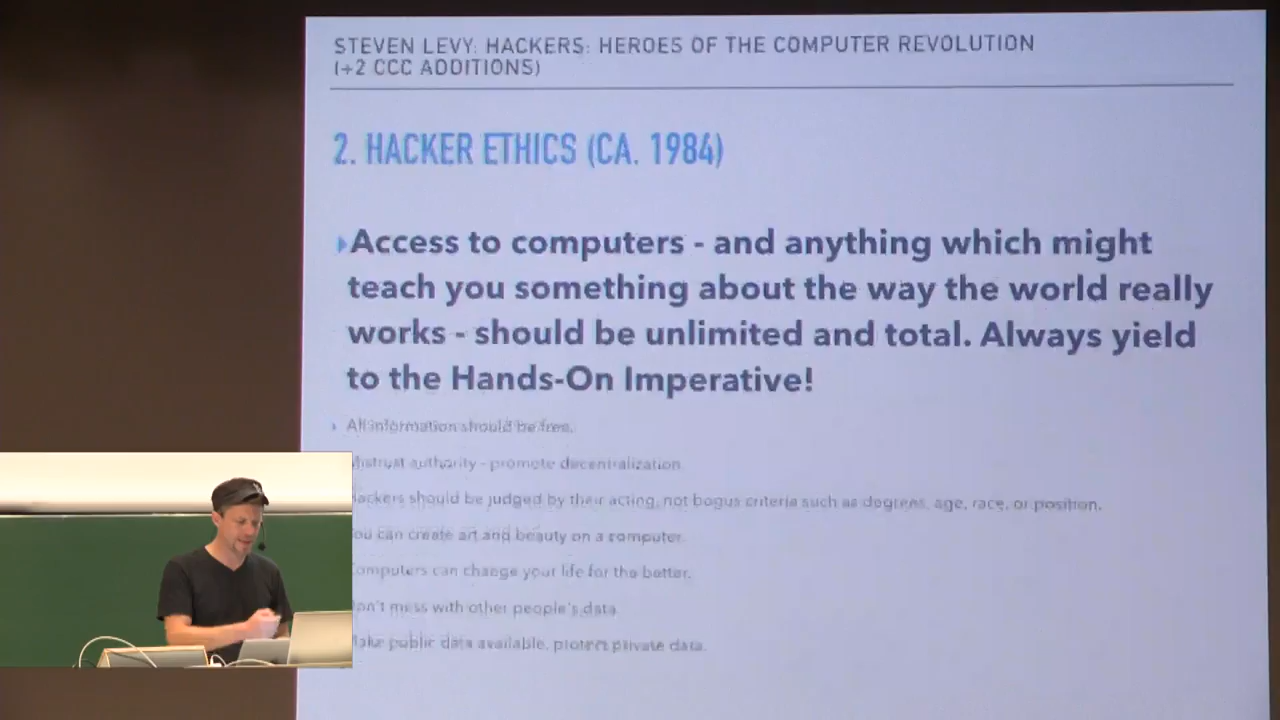 STEVEN LEVY: HACKERS: HEROES OF THE COMPUTER REVOLUTION
(+2 CCC ADDITIONS)
2. HACKER ETHICS (CA. 1984)
Access to computers - and anything which might
teach you something about the way the world really
works - should be unlimited and total. Always yield
to the Hands-On Imperative!
All information should be free.
Mistrust authority - promote decentralization.
Hackers should be judged by their acting, not bogus criteria such as degrees, age, race, or position.
You can create art and beauty on a computer.
Computers can change your life for the better.
Don't mess with other people's data.
Make public data available, protect private data.